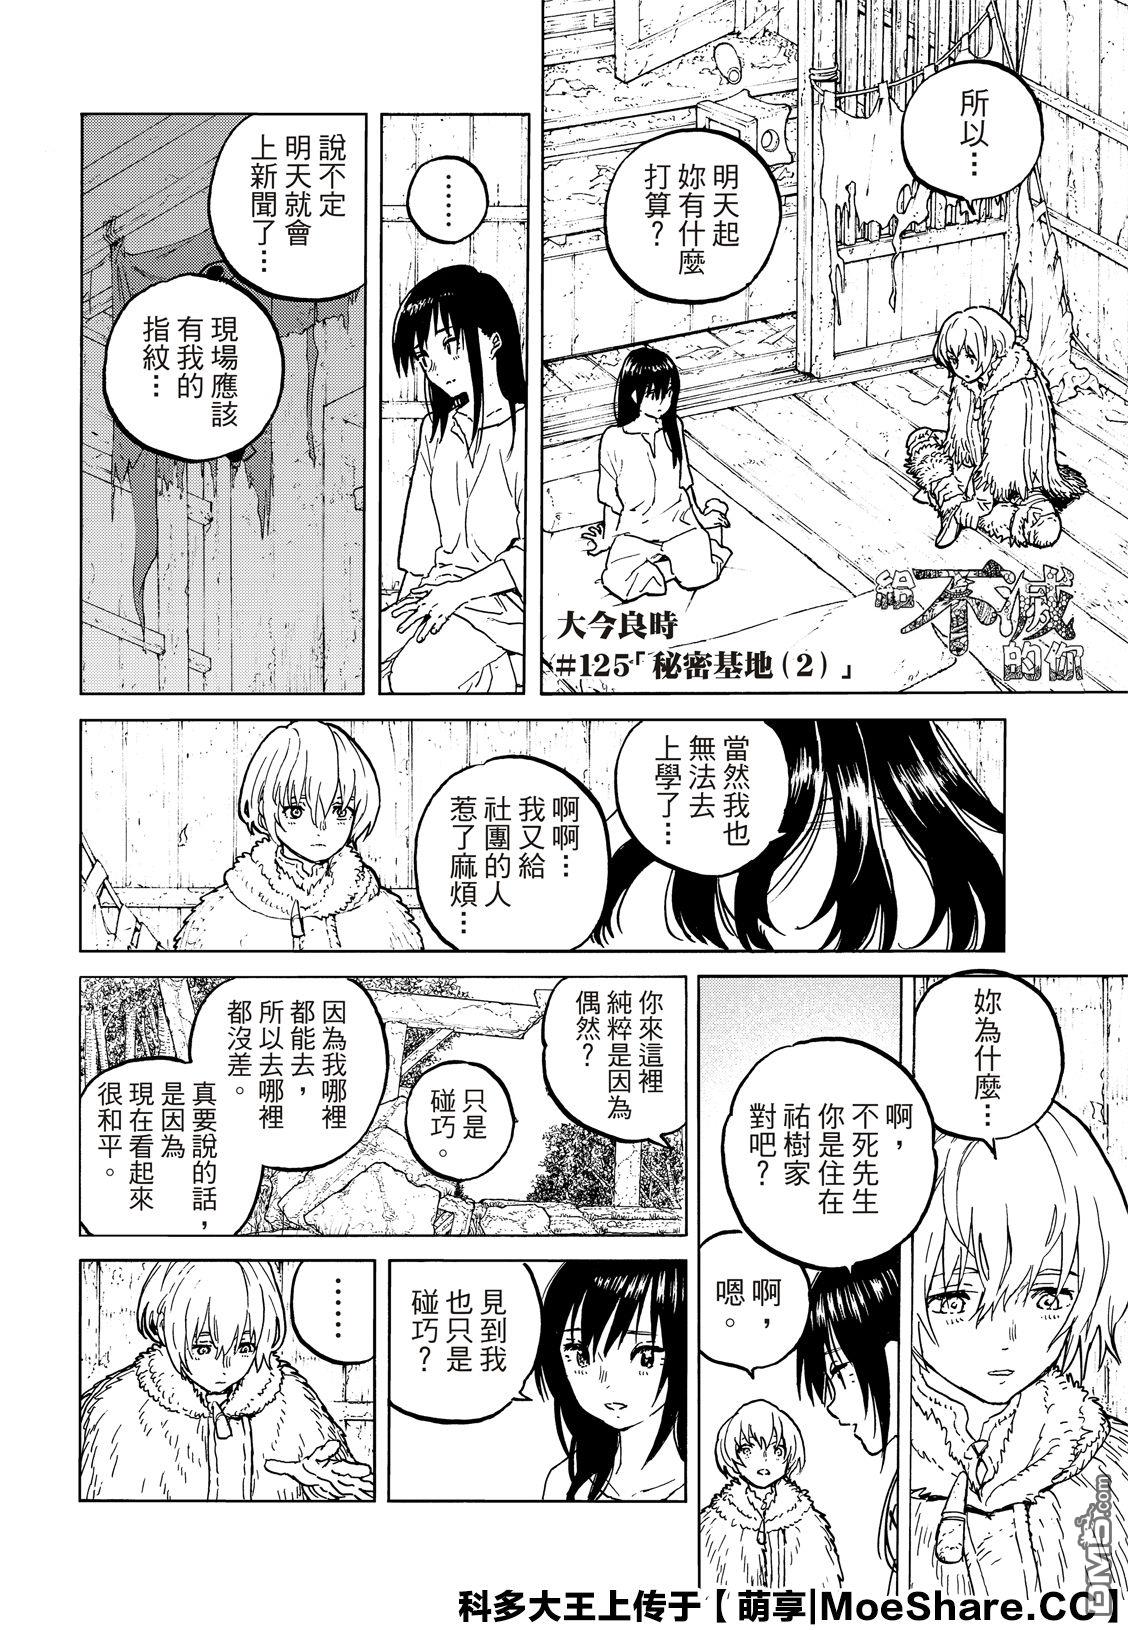 所以…
明天起
妳有什麼
打算？
給不滅的你
大今良時
#125「秘密基地(2)」
……
說不定
明天就會
上新聞了…
現場應該
有我的
指紋…
當然我也
無法去
上學了…
啊啊…
我又給
社團的人
惹了麻煩…
妳為什麼…
啊，
不死先生
你是住在
祐樹家
對吧？
啊，
嗯。
你來這裡
純粹是因為
偶然？
只是
碰巧。
因為我哪裡
都能去，
所以去哪裡
都沒差。
真要說的話，
是因為
現在看起來
很和平。
見到我
也只是
碰巧？
……
DM5.com
科多大王上传于【萌享|MoeShare.CC】